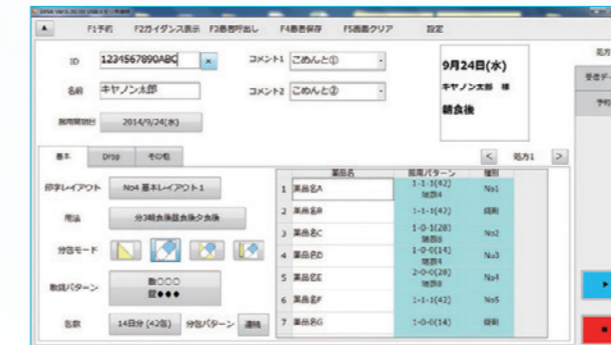 F1予約 F2ガイダンス表示 F3患者呼出し F4患者保存 F5画面クリア 設定
ID 1234567890ABC × コメント1 こめんと①
9月24日(水)
名前 キヤノン太郎 コメント2 こめんと②
キヤノン太郎 様
朝食後
服用開始日 2014/9/24(水)
基本 Drop その他 < 処方1 >
薬品名 服用パターン 種別
印字レイアウト No4 基本レイアウト1
1 薬品名A 1-1-1(42) No1
用法 分3朝食後昼食後夕食後
2 薬品名B 1-1-1(42) 錠剤
分包モード
3 薬品名C 1-0-1(28) No2
4 薬品名D 1-0-0(14) No3
散錠パターン 散○○○
錠◆◆◆
5 薬品名E 2-0-0(28) No4
6 薬品名F 1-1-1(42) No5
包数 14日分 (42包) 分包パターン 連続
7 薬品名G 1-0-0(14) 錠剤